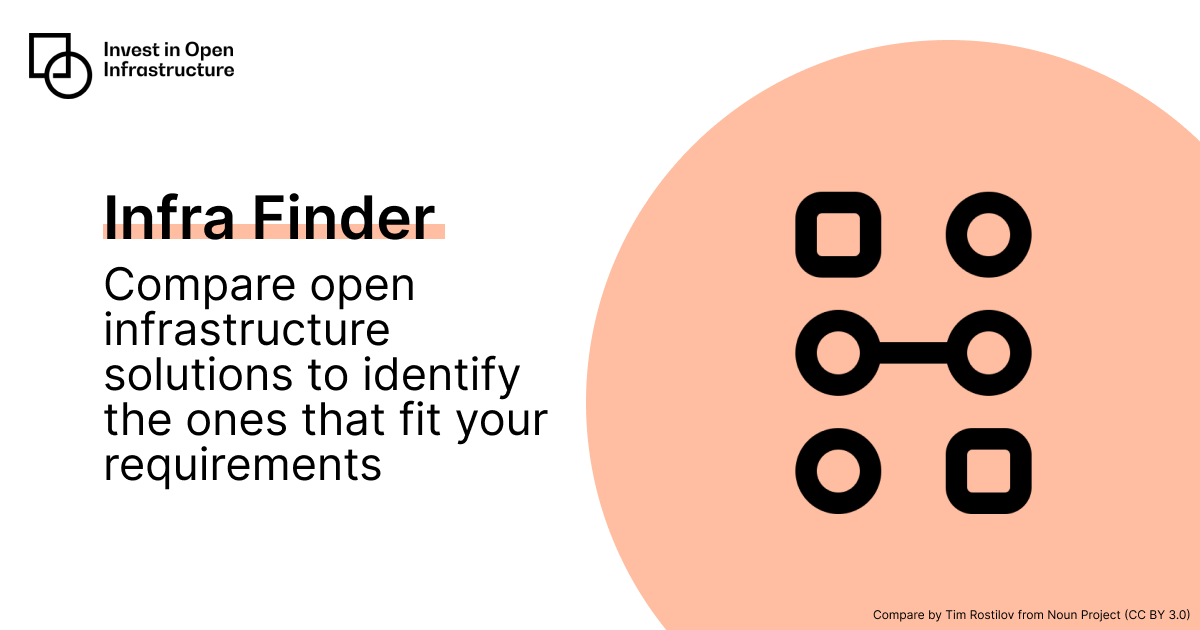 Invest in Open
Infrastructure
Infra Finder
Compare open
infrastructure
solutions to identify
the ones that fit your
requirements
Compare by Tim Rostilov from Noun Project (CC BY 3.0)